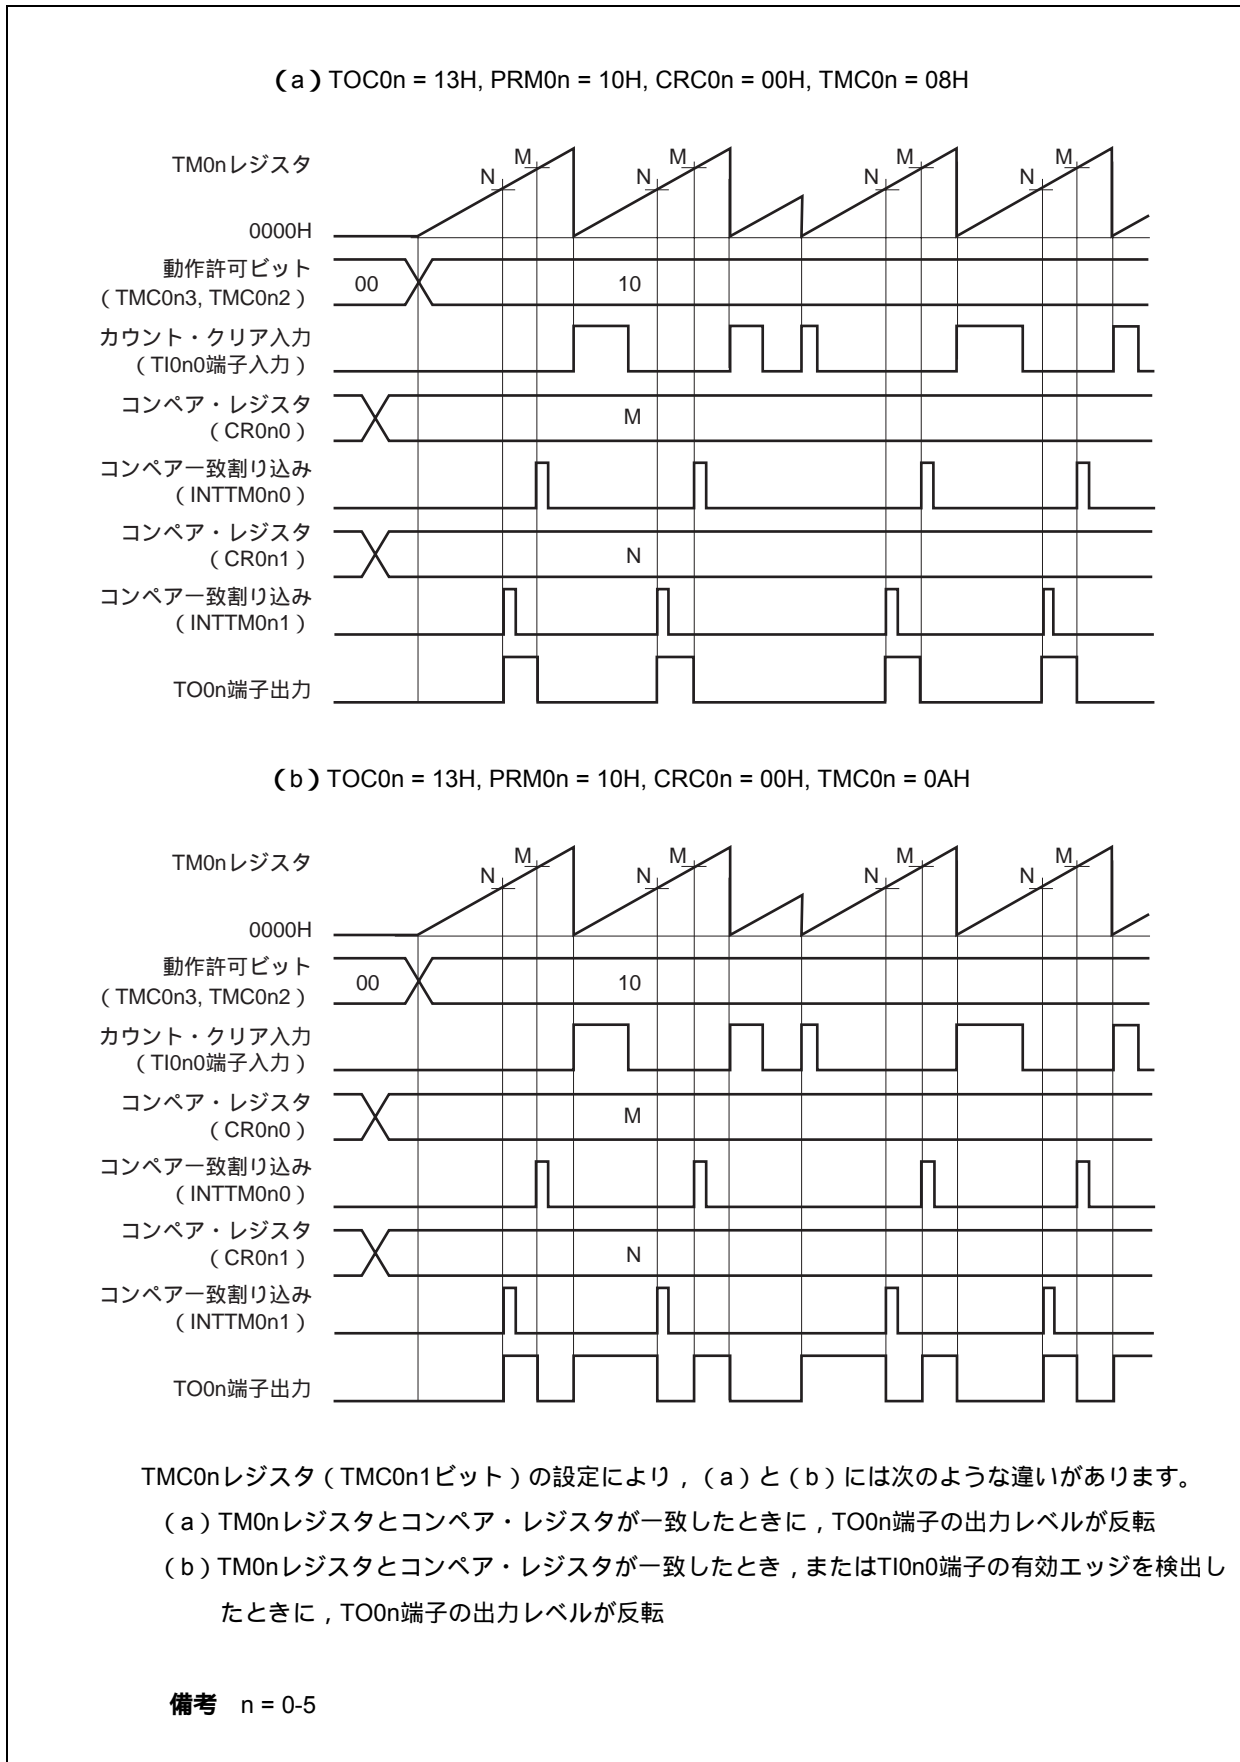 (a) TOC0n = 13H, PRM0n = 10H, CRC0n = 00H, TMC0n = 08H
TM0nレジスタ
N M N M N M N M
0000H
動作許可ビット
(TMC0n3, TMC0n2)
00 10
カウント・クリア入力
(TI0n0端子入力)
コンペア・レジスタ
(CR0n0)
M
コンペア一致割り込み
(INTTM0n0)
コンペア・レジスタ
(CR0n1)
N
コンペア一致割り込み
(INTTM0n1)
TO0n端子出力
(b) TOC0n = 13H, PRM0n = 10H, CRC0n = 00H, TMC0n = 0AH
TM0nレジスタ
N M N M N M N M
0000H
動作許可ビット
(TMC0n3, TMC0n2)
00 10
カウント・クリア入力
(TI0n0端子入力)
コンペア・レジスタ
(CR0n0)
M
コンペア一致割り込み
(INTTM0n0)
コンペア・レジスタ
(CR0n1)
N
コンペア一致割り込み
(INTTM0n1)
TO0n端子出力
TMC0nレジスタ(TMC0n1ビット)の設定により,(a)と(b)には次のような違いがあります。
(a)TM0nレジスタとコンペア・レジスタが一致したときに,TO0n端子の出力レベルが反転
(b)TM0nレジスタとコンペア・レジスタが一致したとき,またはTI0n0端子の有効エッジを検出し
たときに,TO0n端子の出力レベルが反転
備考 n = 0-5